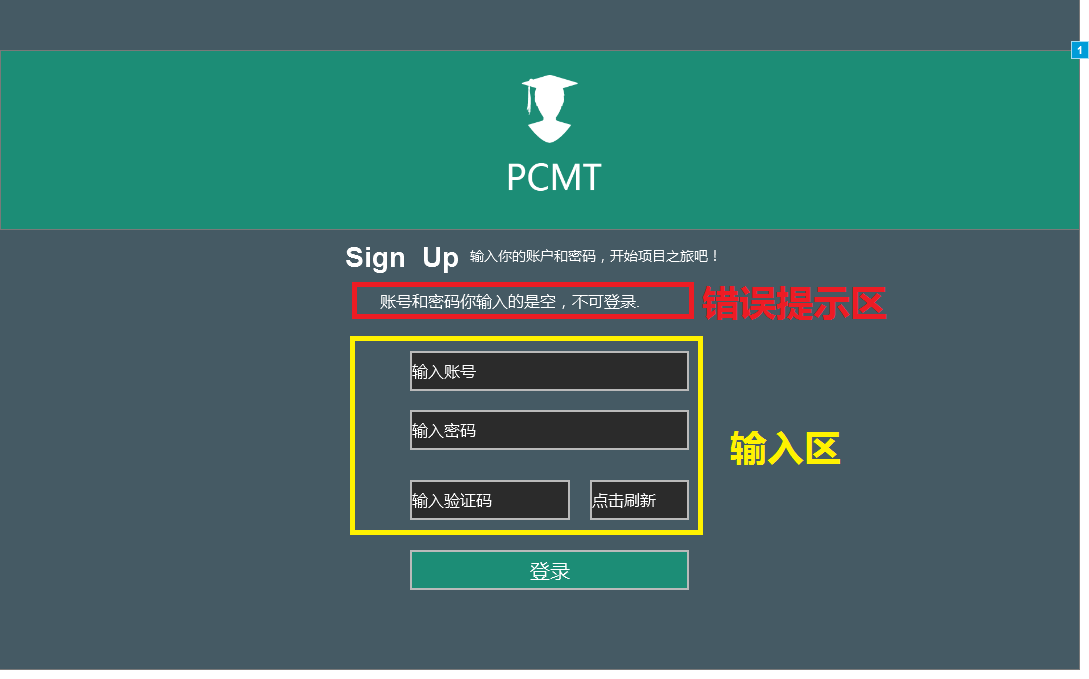 1
PCMT
Sign Up 输入你的账户和密码，开始项目之旅吧！
账号和密码你输入的是空，不可登录.
错误提示区
输入账号
输入密码
输入区
输入验证码
点击刷新
登录